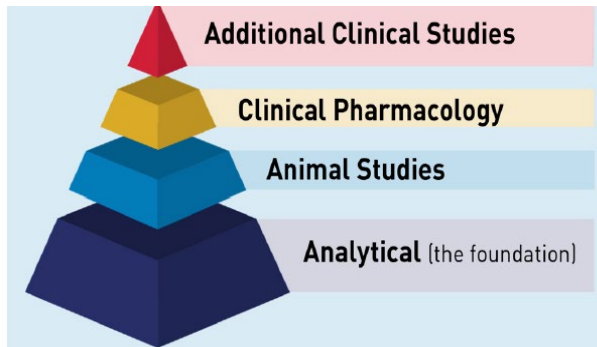 Additional Clinical Studies
Clinical Pharmacology
Animal Studies
Analytical (the foundation)